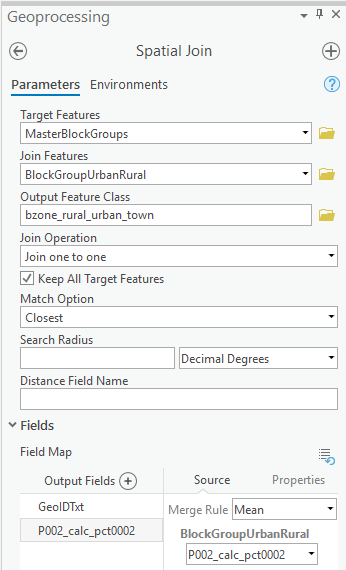 Geoprocessing
Spatial Join
Parameters Environments
Target Features
MasterBlockGroups
Join Features
BlockGroupUrbanRural
Output Feature Class
bzone_rural_urban_town
Join Operation
Join one to one
Keep All Target Features
Match Option
Closest
Search Radius
Decimal Degrees
Distance Field Name
Fields
Field Map
Output Fields
GeoIDTxt
P002_calc_pct0002
Source Properties
Merge Rule Mean
BlockGroupUrbanRural
P002_calc_pct0002